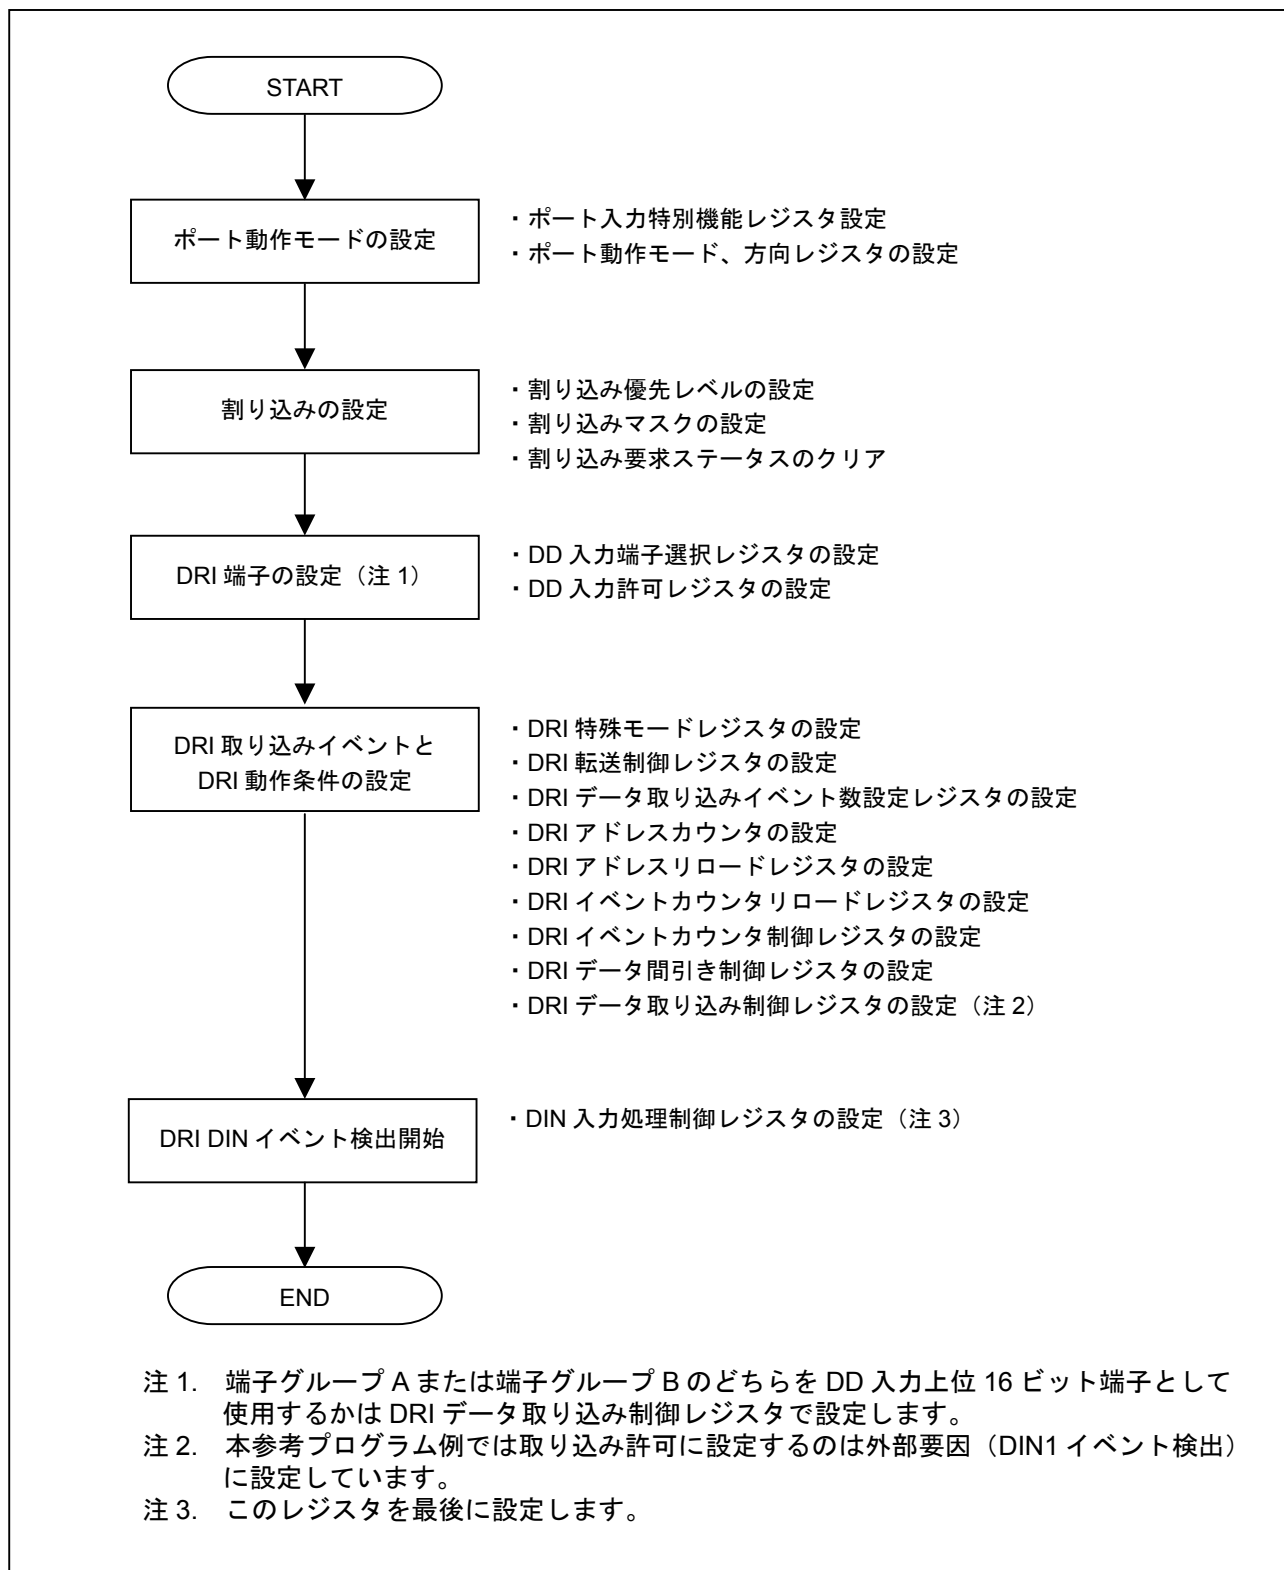 START
ポート動作モードの設定
・ポート入力特別機能レジスタ設定
・ポート動作モード、方向レジスタの設定
割り込みの設定
・割り込み優先レベルの設定
・割り込みマスクの設定
・割り込み要求ステータスのクリア
DRI 端子の設定（注 1）
・DD 入力端子選択レジスタの設定
・DD 入力許可レジスタの設定
DRI 取り込みイベントと
DRI 動作条件の設定
・DRI 特殊モードレジスタの設定
・DRI 転送制御レジスタの設定
・DRI データ取り込みイベント数設定レジスタの設定
・DRI アドレスカウンタの設定
・DRI アドレスリロードレジスタの設定
・DRI イベントカウンタリロードレジスタの設定
・DRI イベントカウンタ制御レジスタの設定
・DRI データ間引き制御レジスタの設定
・DRI データ取り込み制御レジスタの設定（注 2）
DRI DIN イベント検出開始
・DIN 入力処理制御レジスタの設定（注 3）
END
注 1. 端子グループ A または端子グループ B のどちらを DD 入力上位 16 ビット端子として
使用するかは DRI データ取り込み制御レジスタで設定します。
注 2. 本参考プログラム例では取り込み許可に設定するのは外部要因（DIN1 イベント検出）
に設定しています。
注 3. このレジスタを最後に設定します。